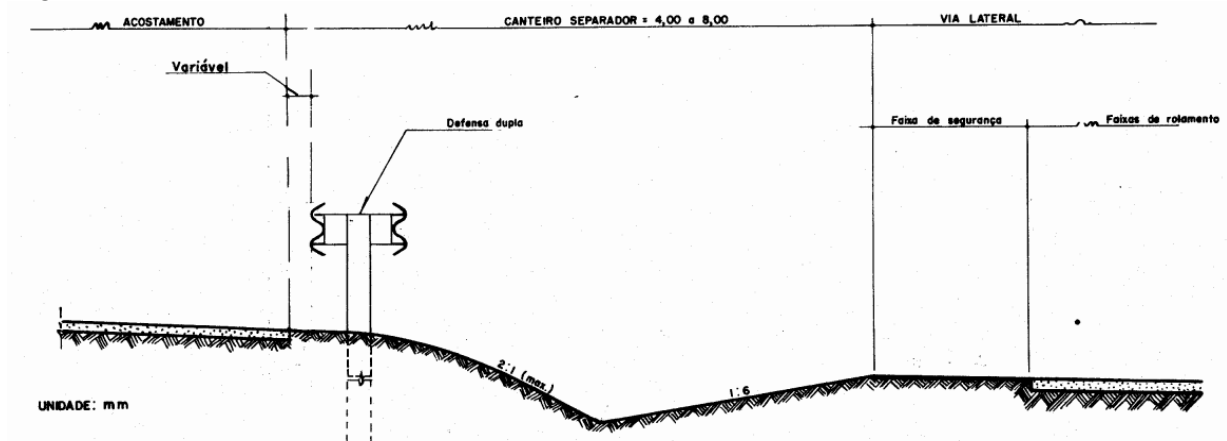 ACOSTAMENTO
CANTEIRO SEPARADOR = 4,00 a 8,00
VIA LATERAL
Variável
Defensa dupla
Faixa de segurança
Faixas de rolamento
2:1 (max.)
1:6
UNIDADE: mm